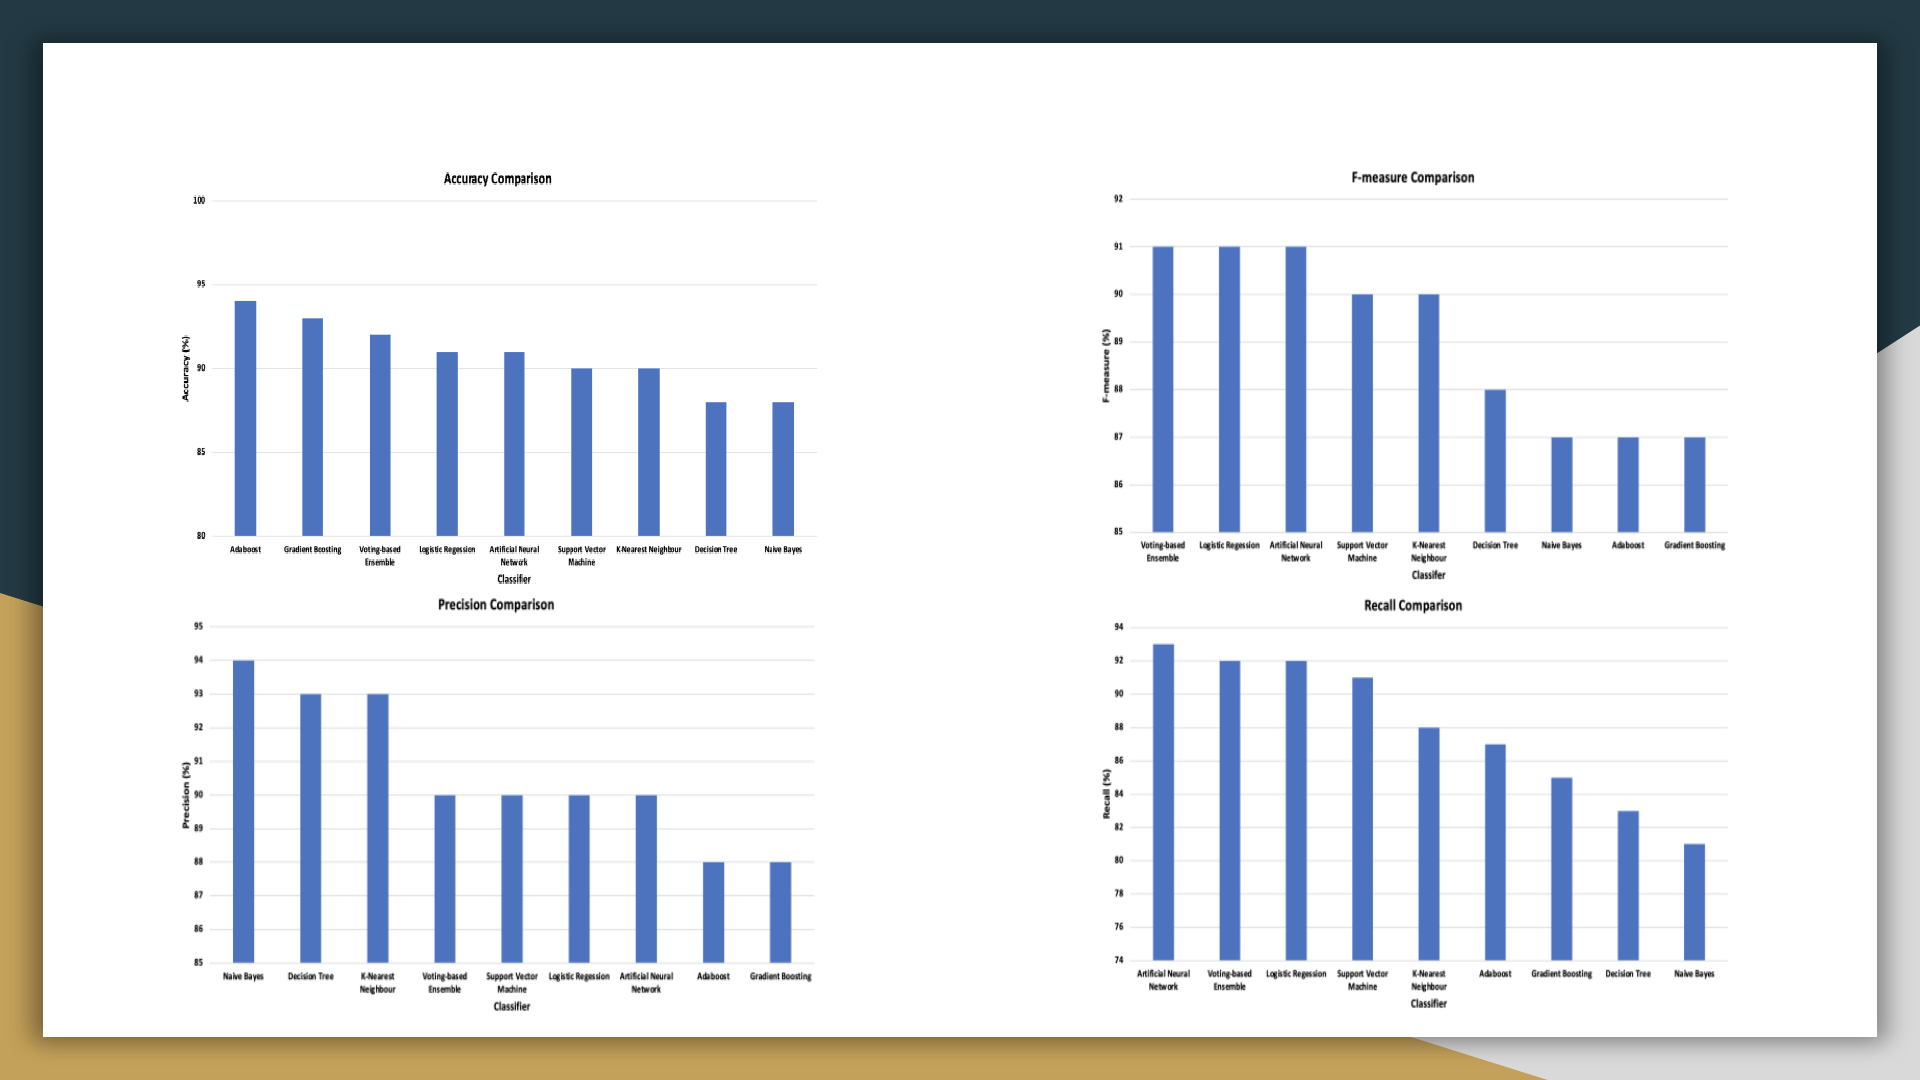 Accuracy Comparison
100
95
90
85
80
Accuracy (%)
Adaboost
Gradient Boosting
Voting-based
Ensemble
Logistic Regression
Artificial Neural
Network
Support Vector
Machine
K-Nearest Neighbour
Decision Tree
Naive Bayes
Classifier
F-measure Comparison
92
91
90
89
88
87
86
85
F-measure (%)
Voting-based
Ensemble
Logistic Regression
Artificial Neural
Network
Support Vector
Machine
K-Nearest
Neighbour
Decision Tree
Naive Bayes
Adaboost
Gradient Boosting
Classifer
Precision Comparison
95
94
93
92
91
90
89
88
87
86
85
Precision (%)
Naive Bayes
Decision Tree
K-Nearest
Neighbour
Voting-based
Ensemble
Support Vector
Machine
Logistic Regession
Artificial Neural
Network
Adaboost
Gradient Boosting
Classifier
Recall Comparison
94
92
90
88
86
84
82
80
78
76
74
Recall (%)
Artificial Neural
Network
Voting-based
Ensemble
Logistic Regression
Support Vector
Machine
K-Nearest
Neighbour
Adaboost
Gradient Boosting
Decision Tree
Naive Bayes
Classifier